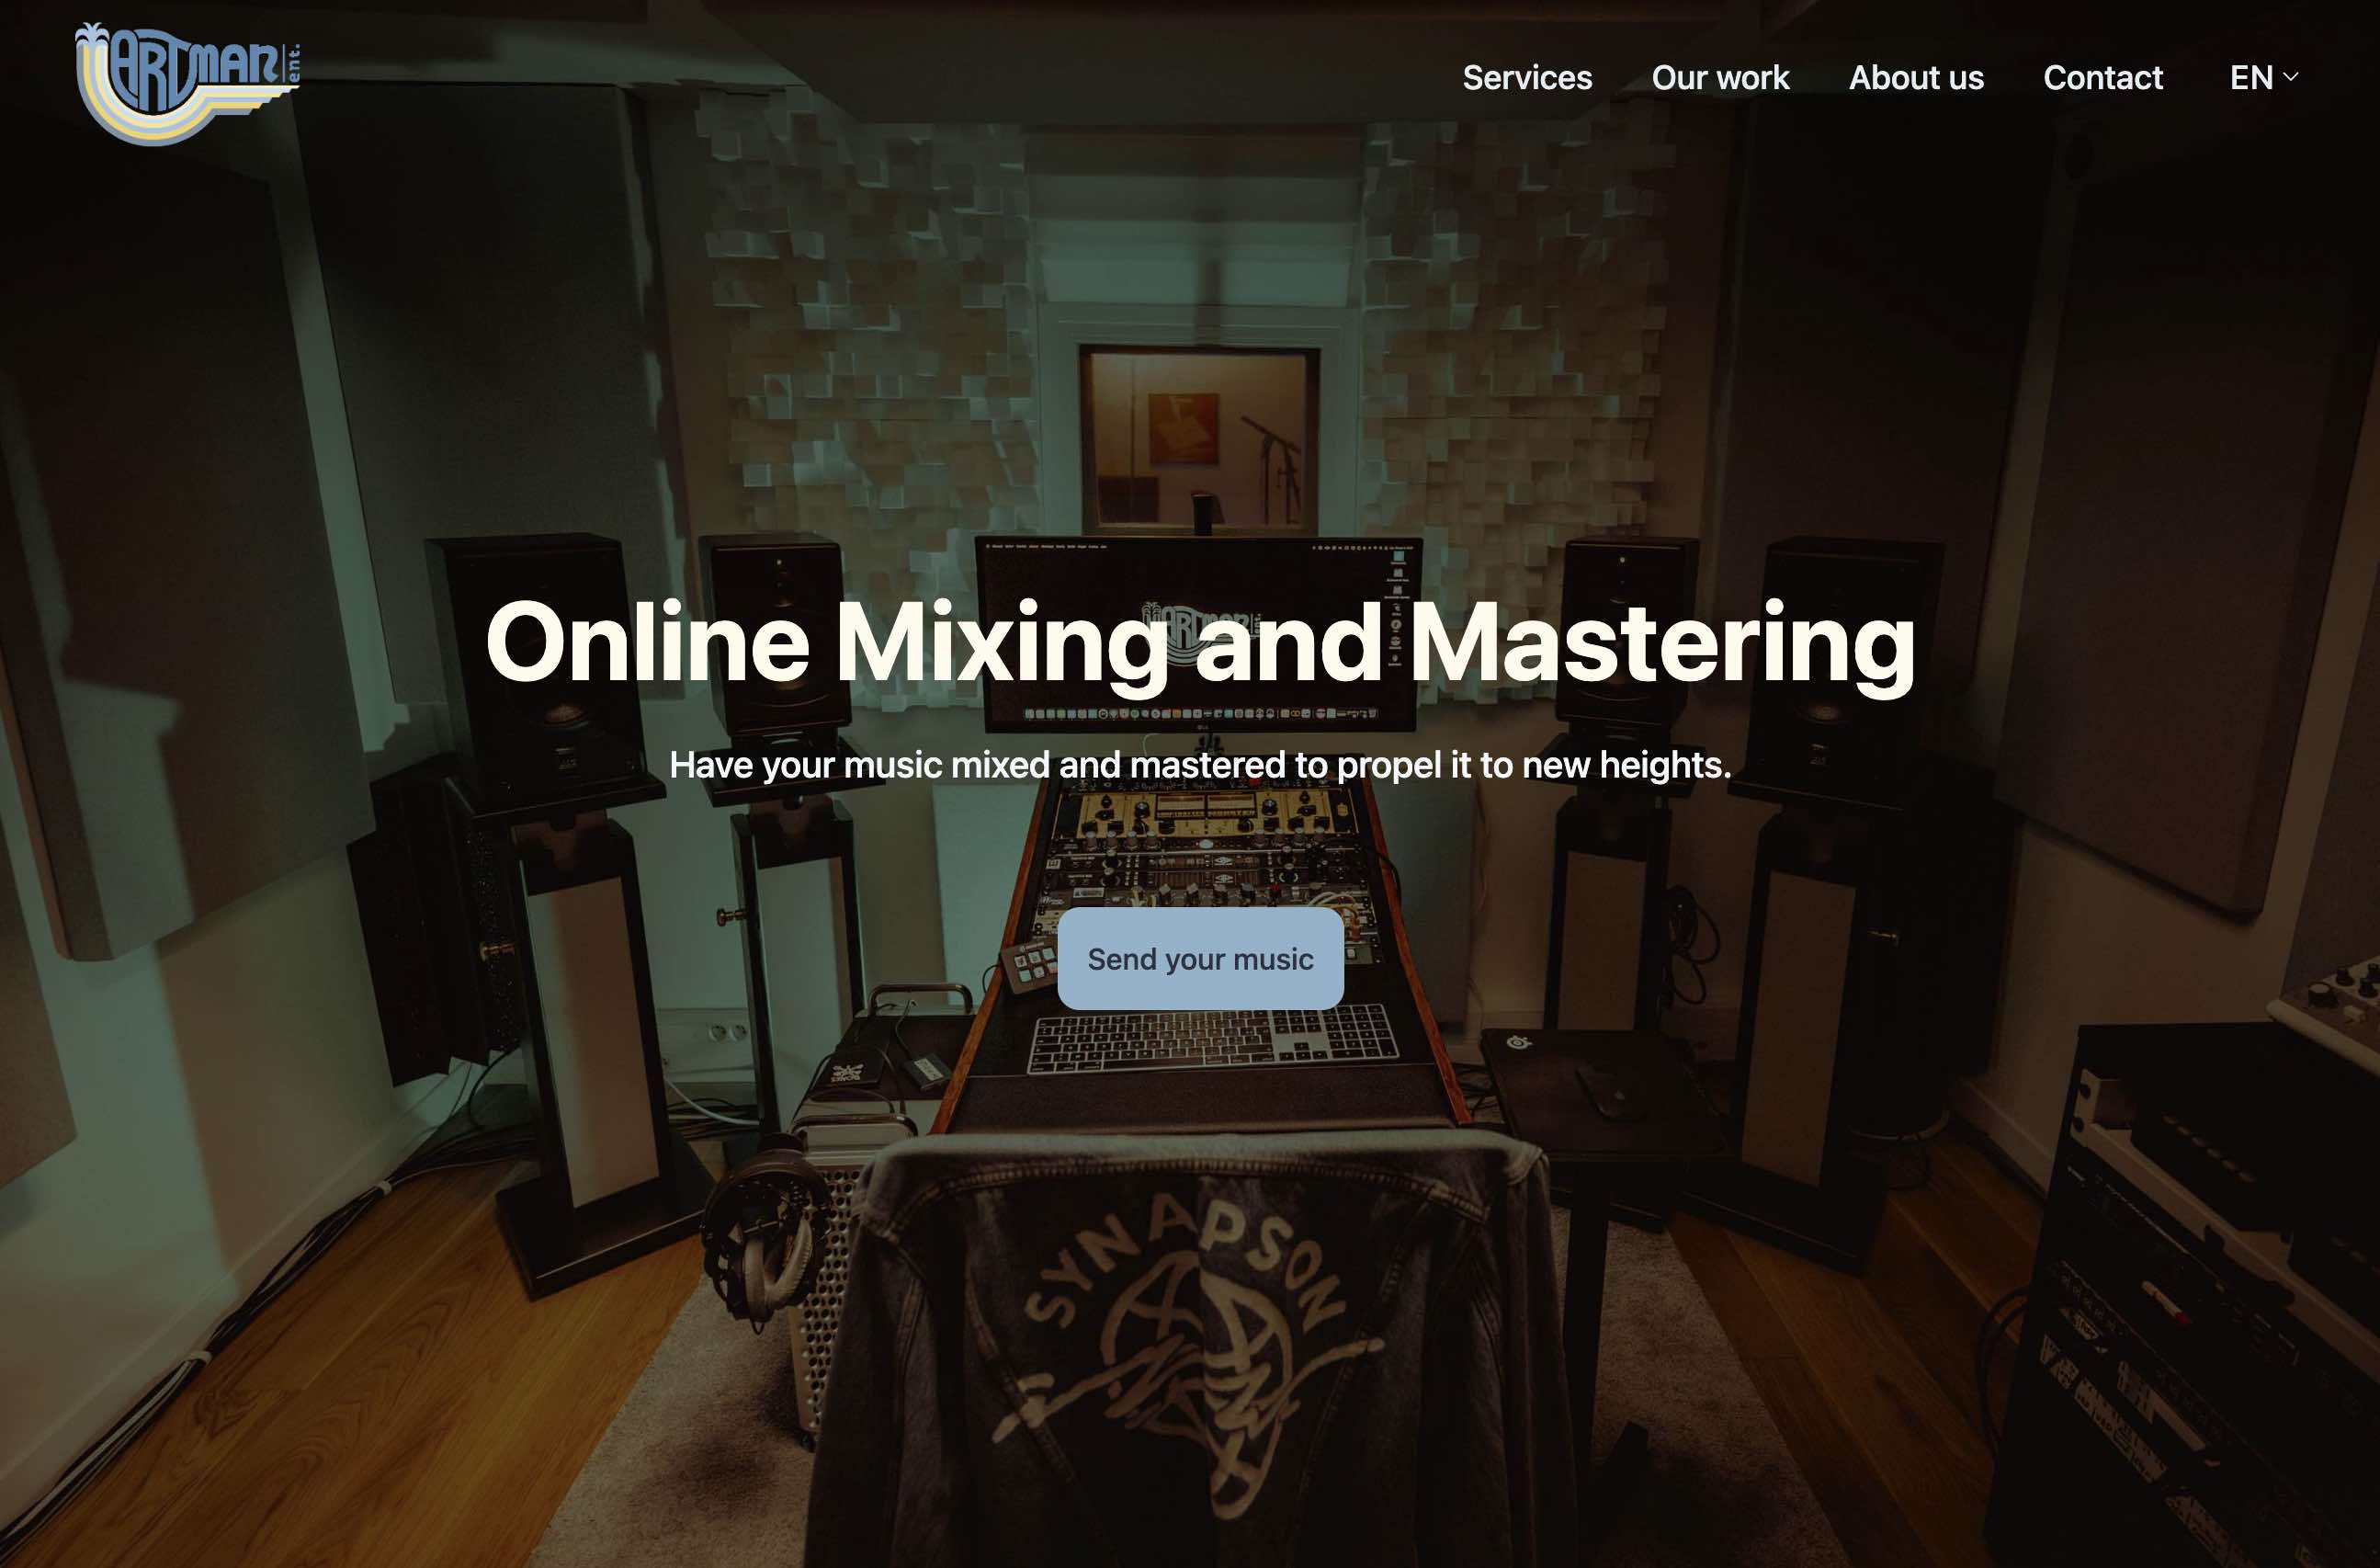 ARTMAN ent.
Services Our work About us Contact EN
Online Mixing and Mastering
Have your music mixed and mastered to propel it to new heights.
Send your music
SYNAPSON